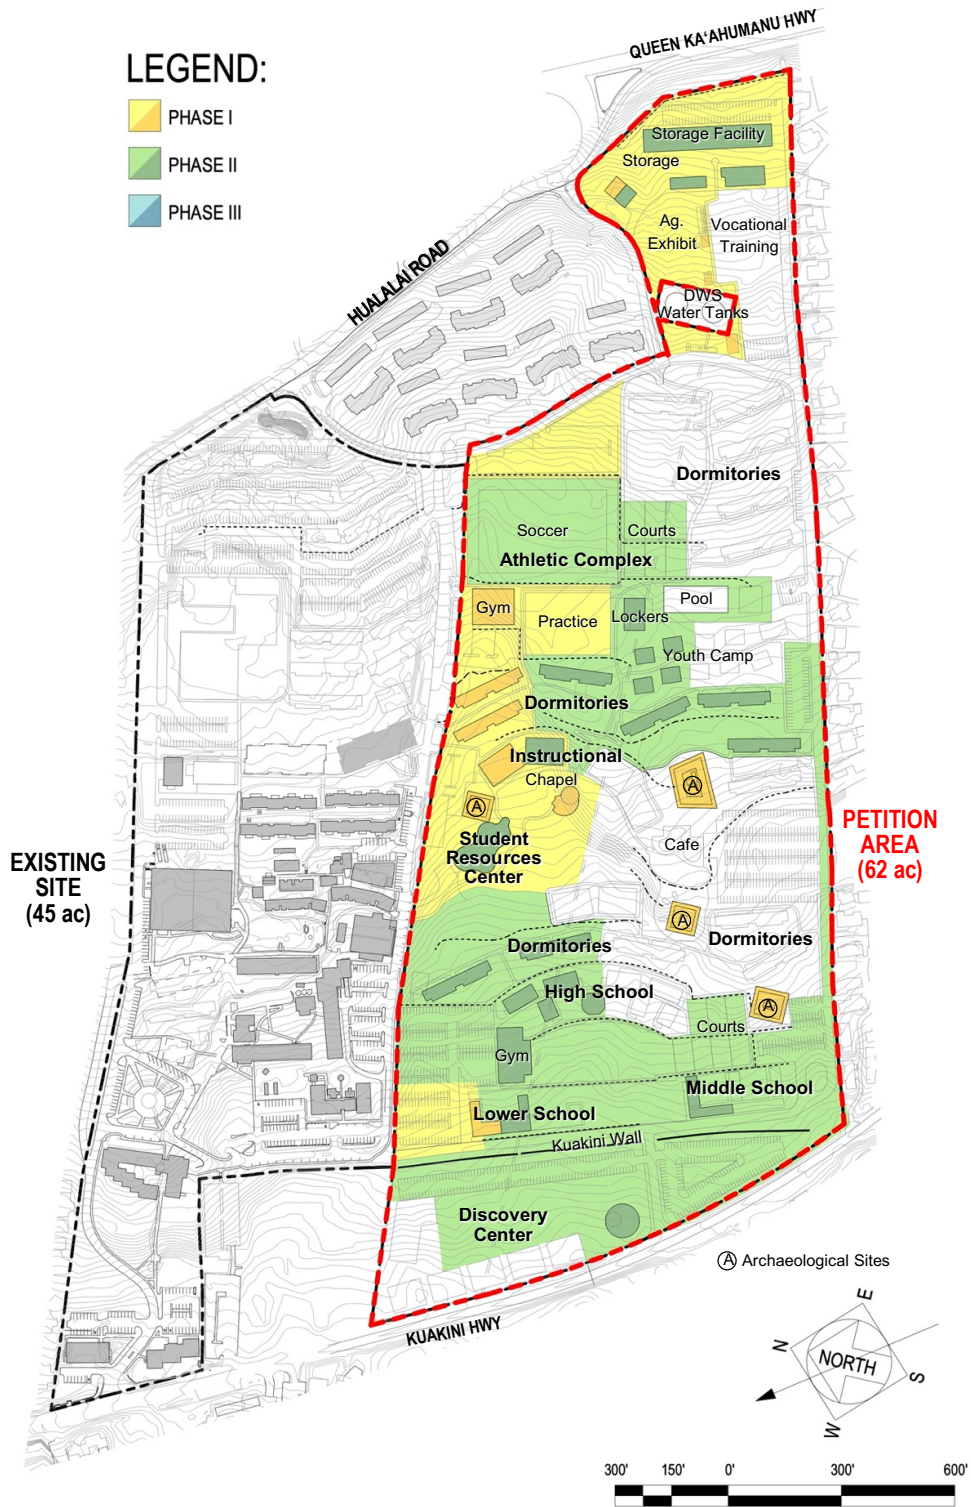 QUEEN KAʻAHUMANU HWY
LEGEND:
PHASE I
PHASE II
PHASE III
Storage Facility
Storage
Ag.
Exhibit
Vocational
Training
HUALALAI ROAD
DWS
Water Tanks
Dormitories
Soccer
Courts
Athletic Complex
Gym
Practice
Lockers
Pool
Youth Camp
Dormitories
Instructional
Chapel
A
A
Student
Resources
Center
Cafe
PETITION
AREA
(62 ac)
EXISTING
SITE
(45 ac)
A
Dormitories
Dormitories
High School
A
Courts
Gym
Middle School
Lower School
Kuakini Wall
Discovery
Center
A Archaeological Sites
KUAKINI HWY
E
N
NORTH
S
W
300' 150' 0' 300' 600'